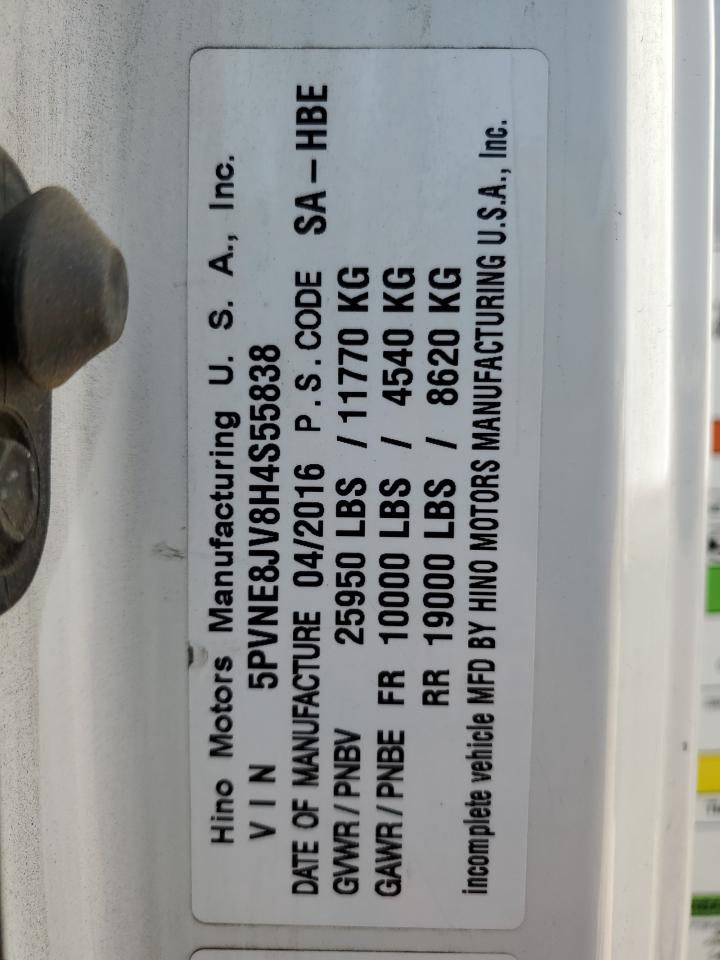 Hino Motors Manufacturing U. S. A., Inc.
VIN 5PVNE8JV8H4S55838
DATE OF MANUFACTURE 04/2016 P.S.CODE SA-HBE
GVWR/PNBV 25950 LBS / 11770 KG
GAWR/PNBE FR 10000 LBS / 4540 KG
RR 19000 LBS / 8620 KG
incomplete vehicle MFD BY HINO MOTORS MANUFACTURING U.S.A., Inc.